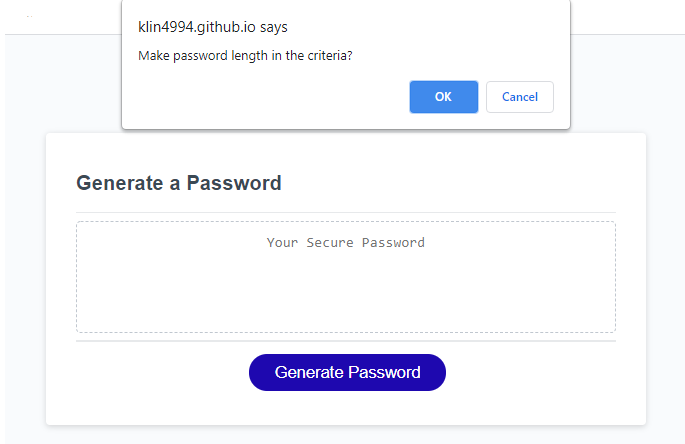 klin4994.github.io says
Make password length in the criteria?
OK
Cancel
Generate a Password
Your Secure Password
Generate Password